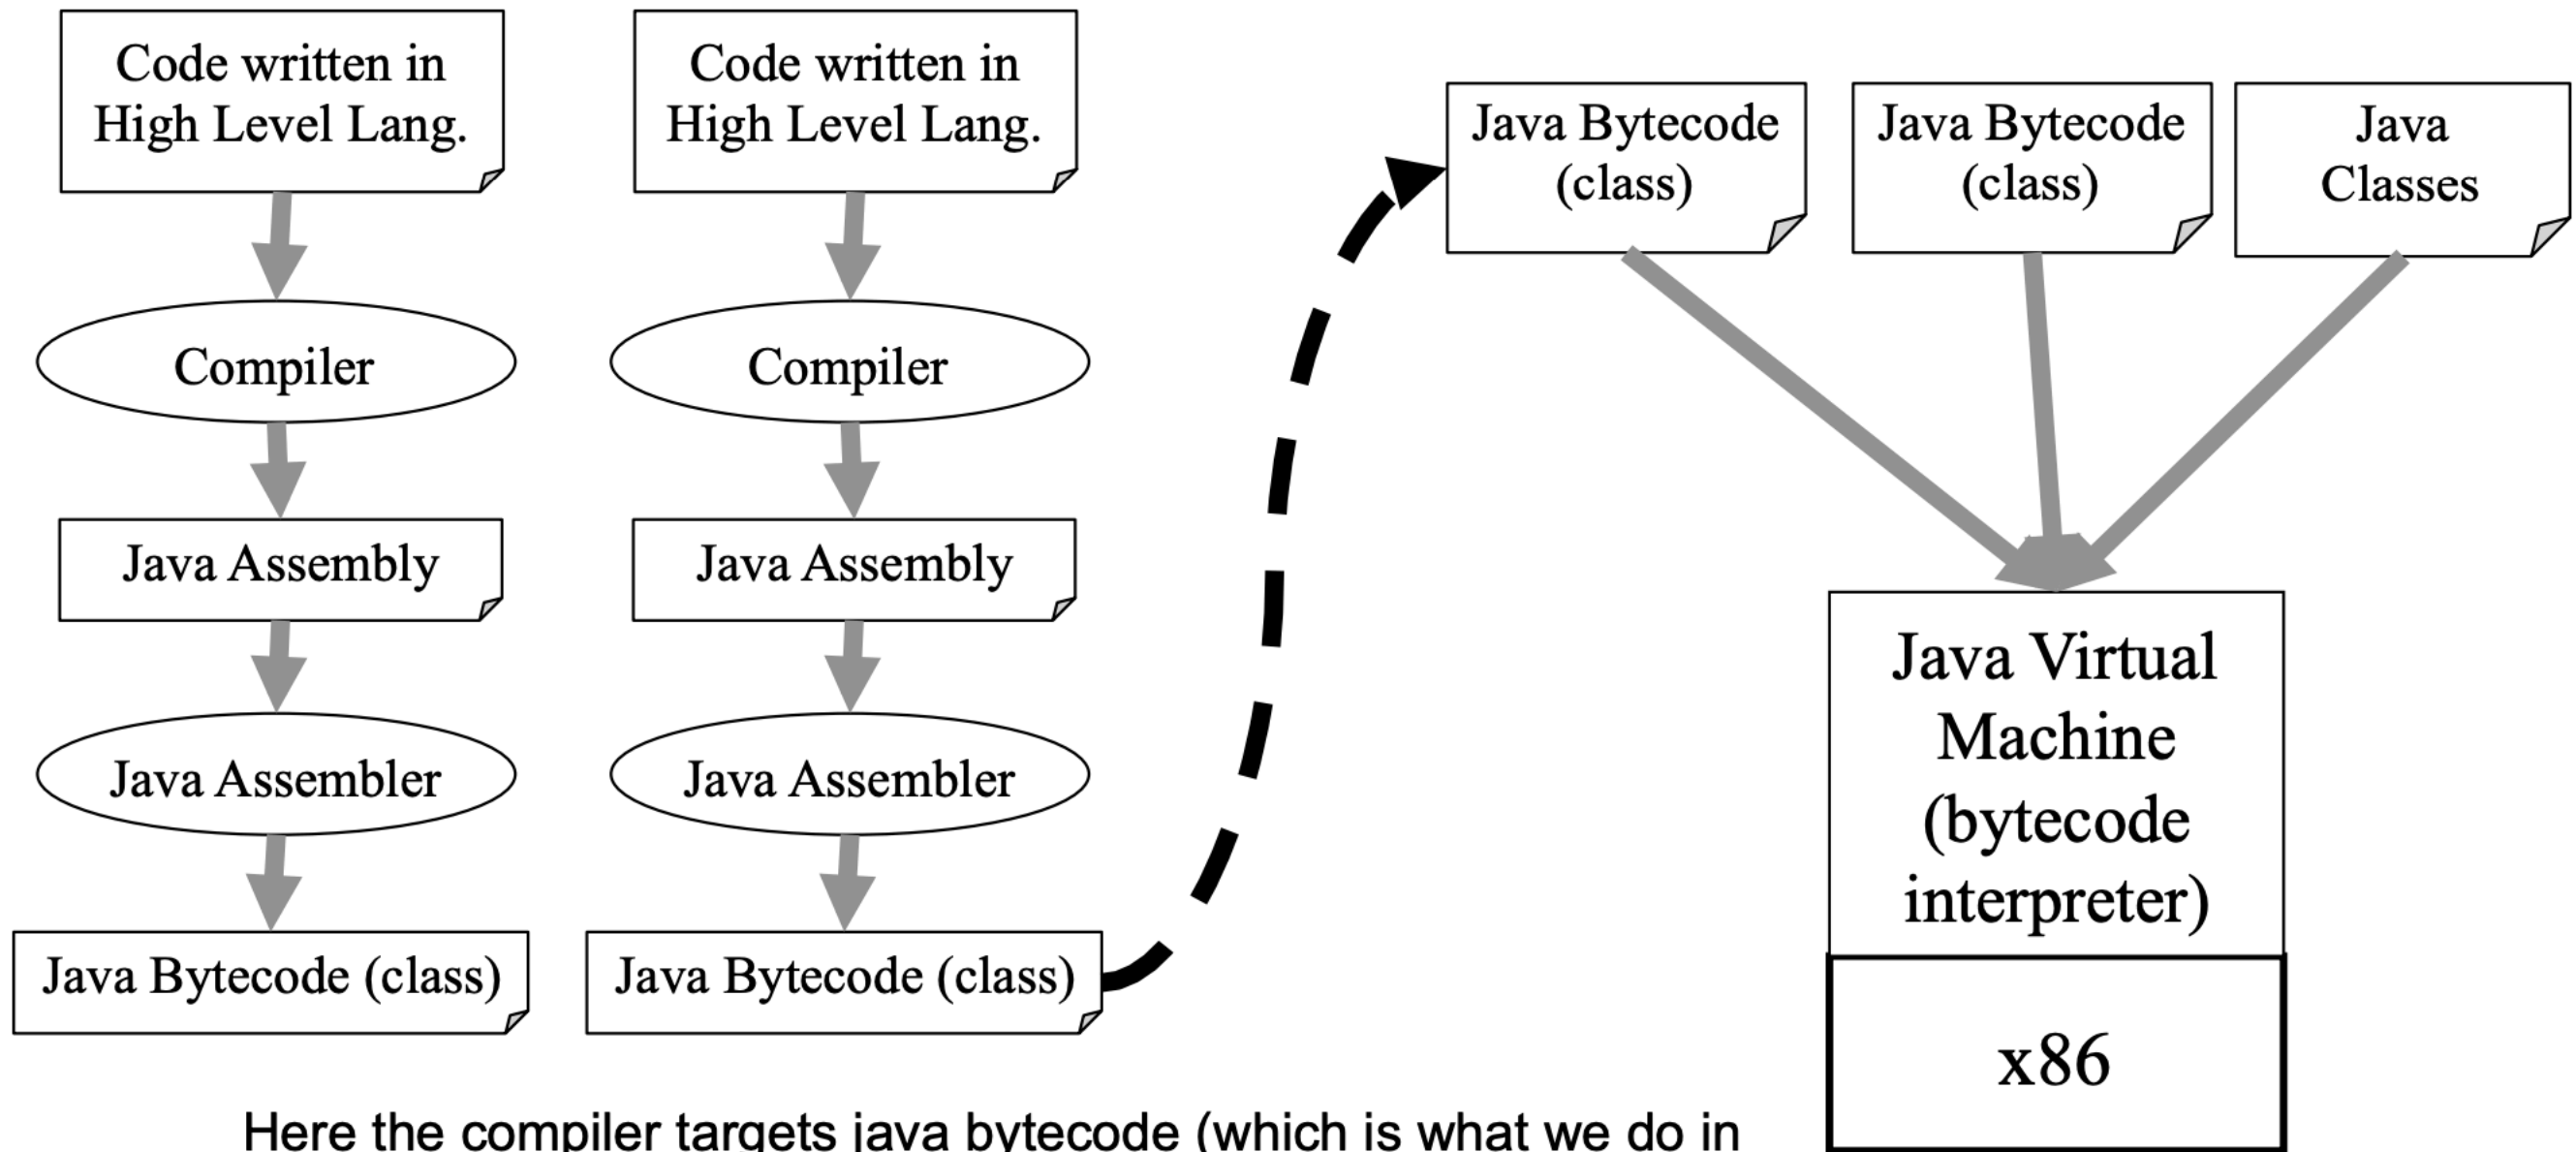 Code written in
High Level Lang.
Compiler
Java Assembly
Java Assembler
Java Bytecode (class)
Code written in
High Level Lang.
Compiler
Java Assembly
Java Assembler
Java Bytecode (class)
Java Bytecode
(class)
Java Bytecode
(class)
Java
Classes
Java Virtual
Machine
(bytecode
interpreter)
x86
Here the compiler targets java bytecode (which is what we do in